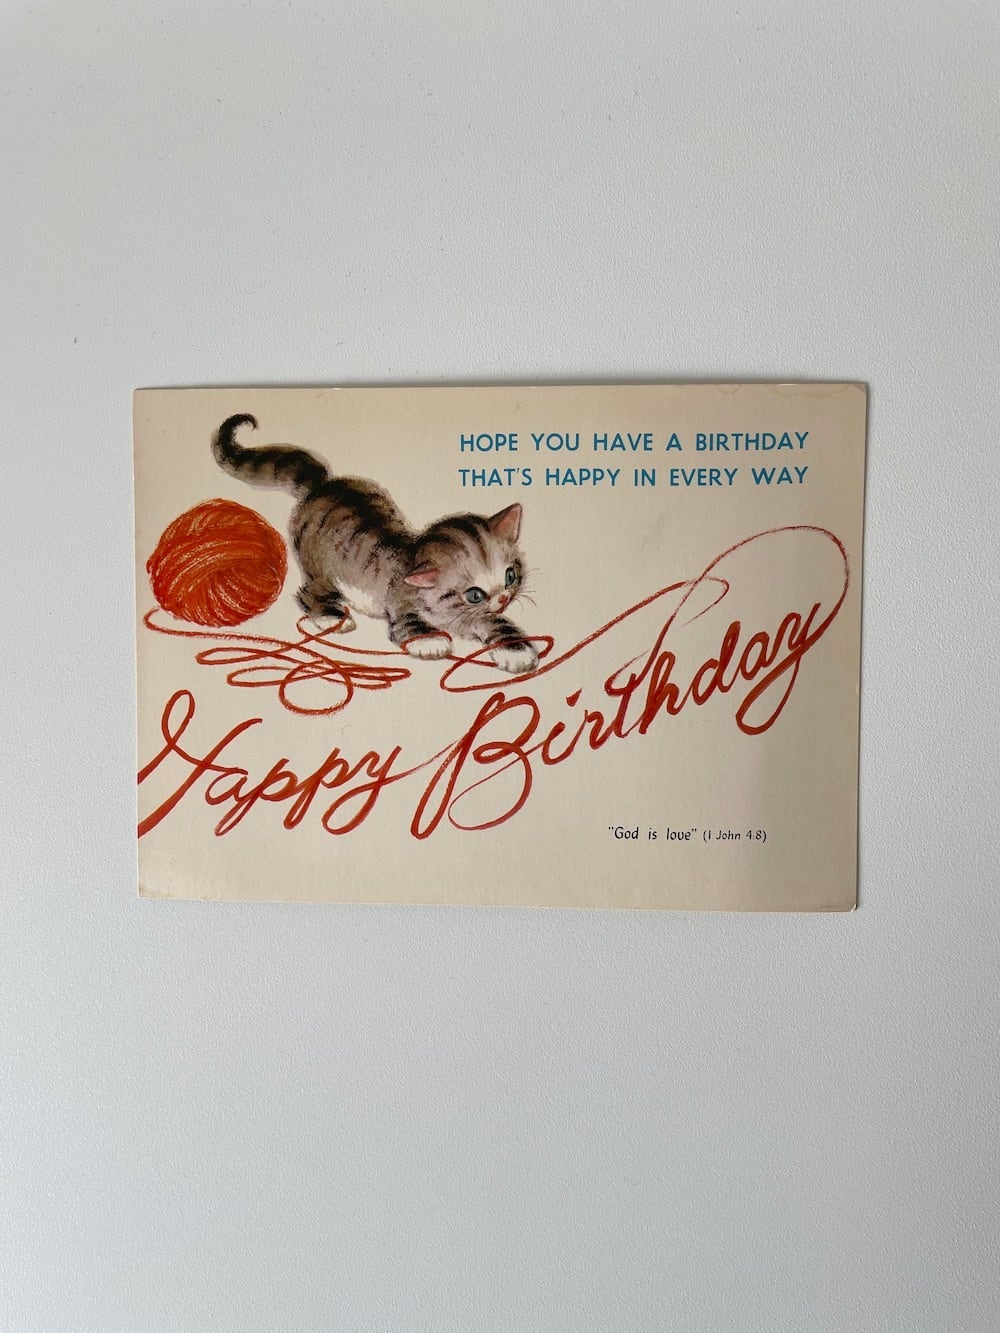 HOPE YOU HAVE A BIRTHDAY
THAT'S HAPPY IN EVERY WAY
Happy Birthday
"God is love" (I John 4:8)